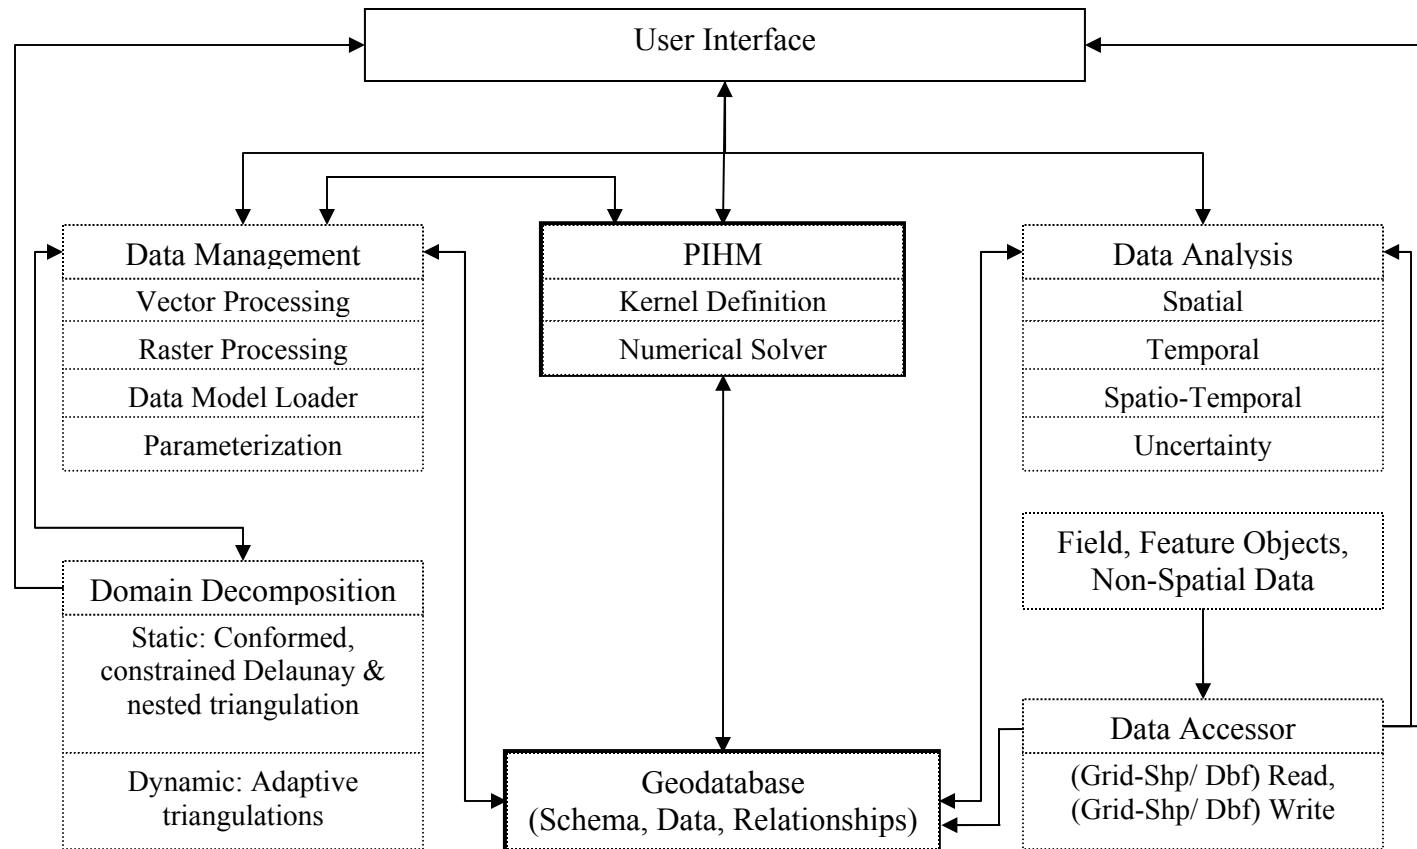 User Interface
Data Management
Vector Processing
Raster Processing
Data Model Loader
Parameterization
PIHM
Kernel Definition
Numerical Solver
Data Analysis
Spatial
Temporal
Spatio-Temporal
Uncertainty
Field, Feature Objects,
Non-Spatial Data
Domain Decomposition
Static: Conformed,
constrained Delaunay &
nested triangulation
Dynamic: Adaptive
triangulations
Geodatabase
(Schema, Data, Relationships)
Data Accessor
(Grid-Shp/ Dbf) Read,
(Grid-Shp/ Dbf) Write